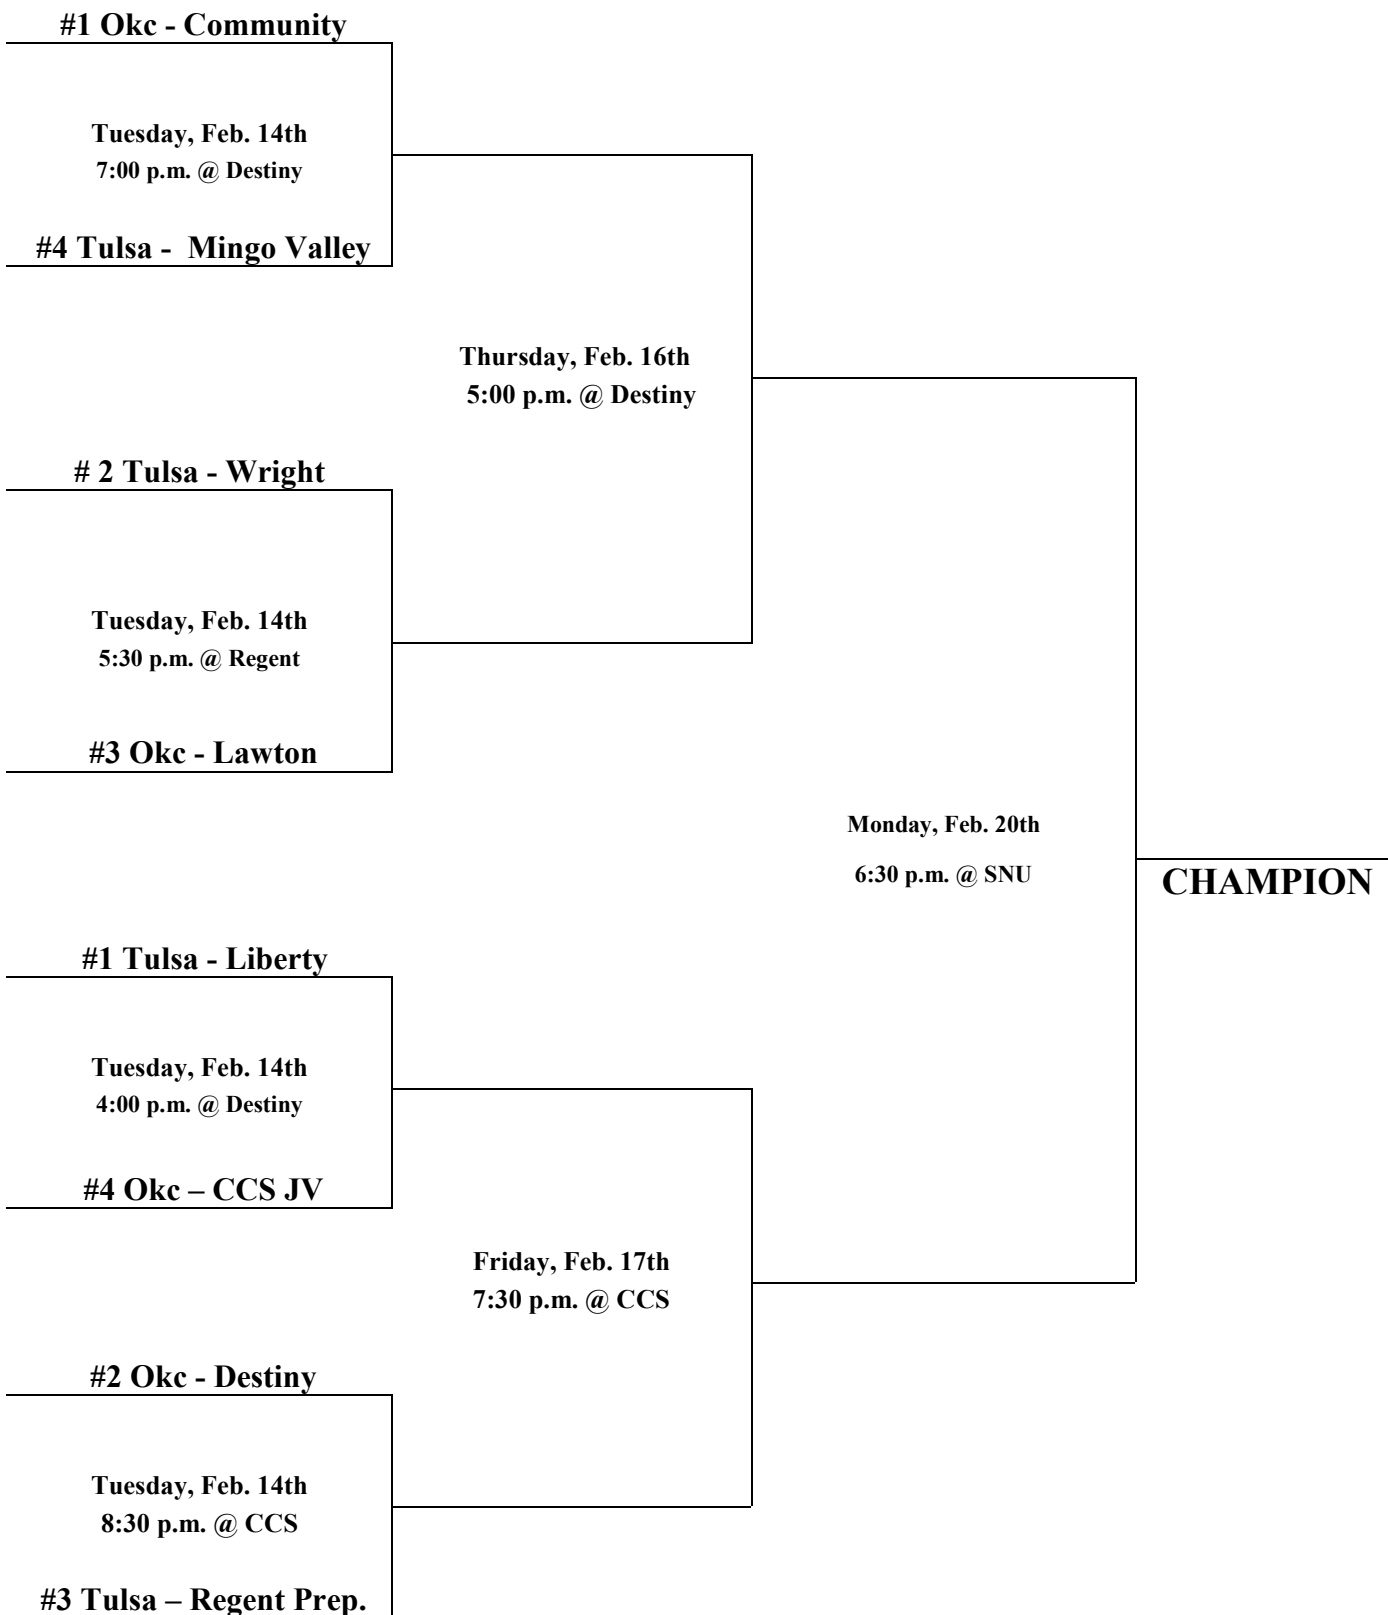 #1 Okc - Community
Tuesday, Feb. 14th
7:00 p.m. @ Destiny
#4 Tulsa -  Mingo Valley
Thursday, Feb. 16th
5:00 p.m. @ Destiny
# 2 Tulsa - Wright
Tuesday, Feb. 14th
5:30 p.m. @ Regent
#3 Okc - Lawton
Monday, Feb. 20th
6:30 p.m. @ SNU
CHAMPION
#1 Tulsa - Liberty
Tuesday, Feb. 14th
4:00 p.m. @ Destiny
#4 Okc – CCS JV
Friday, Feb. 17th
7:30 p.m. @ CCS
#2 Okc - Destiny
Tuesday, Feb. 14th
8:30 p.m. @ CCS
#3 Tulsa – Regent Prep.